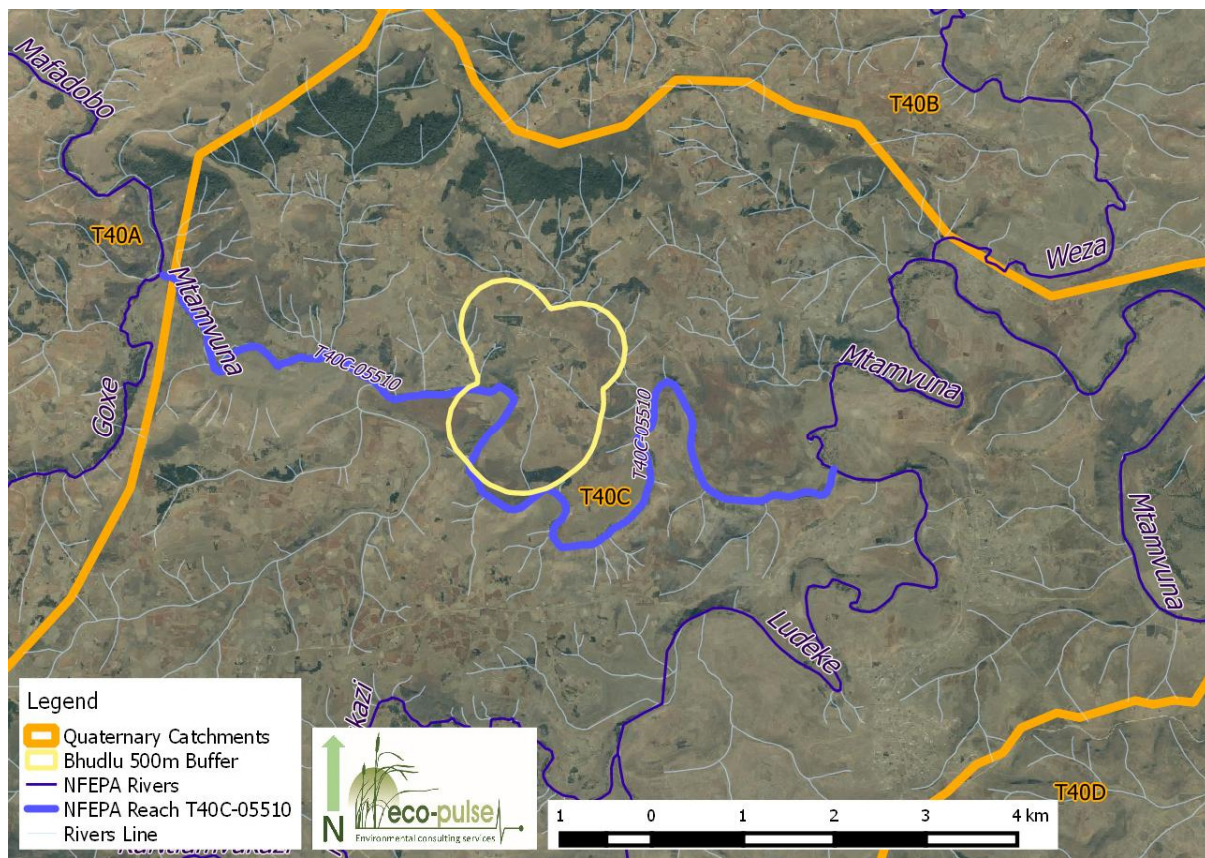 Mafadobo
T40B
T40A
Weza
Mtamvuna
T40C-05510
Mtamvuna
Goxe
T40C-05510
T40C
Mtamvuna
Ludeke
kazi
Legend
Quaternary Catchments
Bhudlu 500m Buffer
NFEPA Rivers
NFEPA Reach T40C-05510
Rivers Line
N
eco-pulse
Environmental consulting services
1 0 1 2 3 4 km
T40D